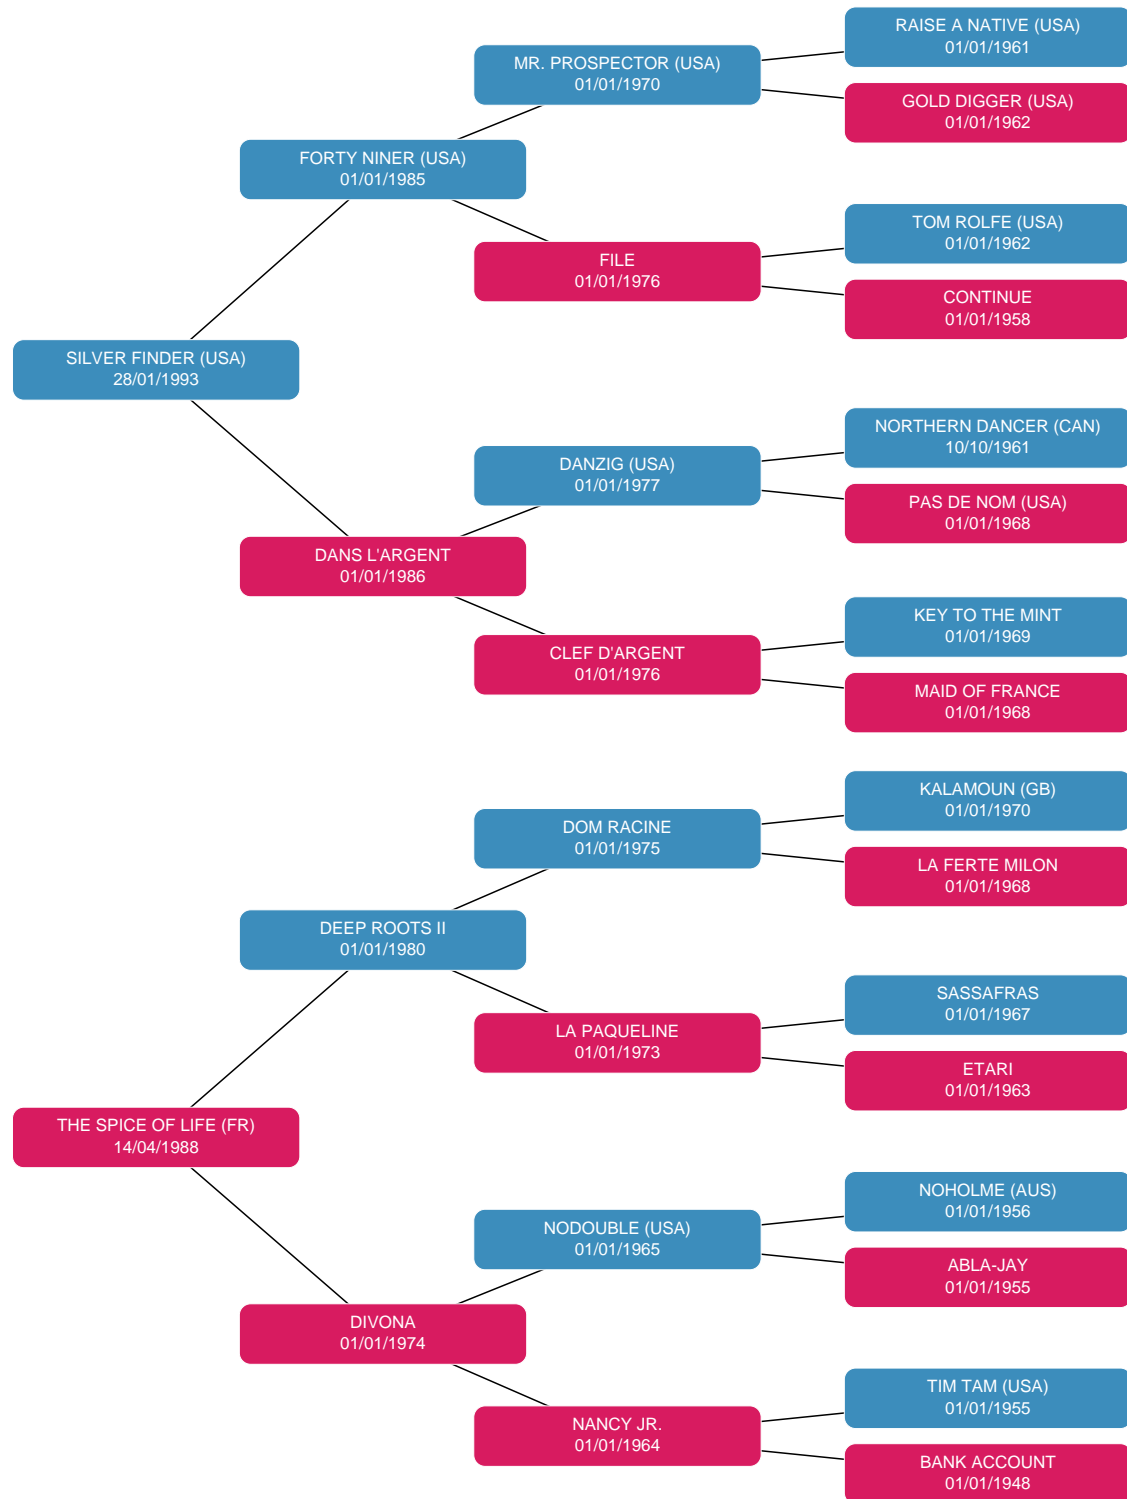 RAISE A NATIVE (USA)
01/01/1961
MR. PROSPECTOR (USA)
01/01/1970
GOLD DIGGER (USA)
01/01/1962
FORTY NINER (USA)
01/01/1985
TOM ROLFE (USA)
01/01/1962
FILE
01/01/1976
CONTINUE
01/01/1958
SILVER FINDER (USA)
28/01/1993
NORTHERN DANCER (CAN)
10/10/1961
DANZIG (USA)
01/01/1977
PAS DE NOM (USA)
01/01/1968
DANS L'ARGENT
01/01/1986
KEY TO THE MINT
01/01/1969
CLEF D'ARGENT
01/01/1976
MAID OF FRANCE
01/01/1968
KALAMOUN (GB)
01/01/1970
DOM RACINE
01/01/1975
LA FERTE MILON
01/01/1968
DEEP ROOTS II
01/01/1980
SASSAFRAS
01/01/1967
LA PAQUELINE
01/01/1973
ETARI
01/01/1963
THE SPICE OF LIFE (FR)
14/04/1988
NOHOLME (AUS)
01/01/1956
NODOUBLE (USA)
01/01/1965
ABLA-JAY
01/01/1955
DIVONA
01/01/1974
TIM TAM (USA)
01/01/1955
NANCY JR.
01/01/1964
BANK ACCOUNT
01/01/1948